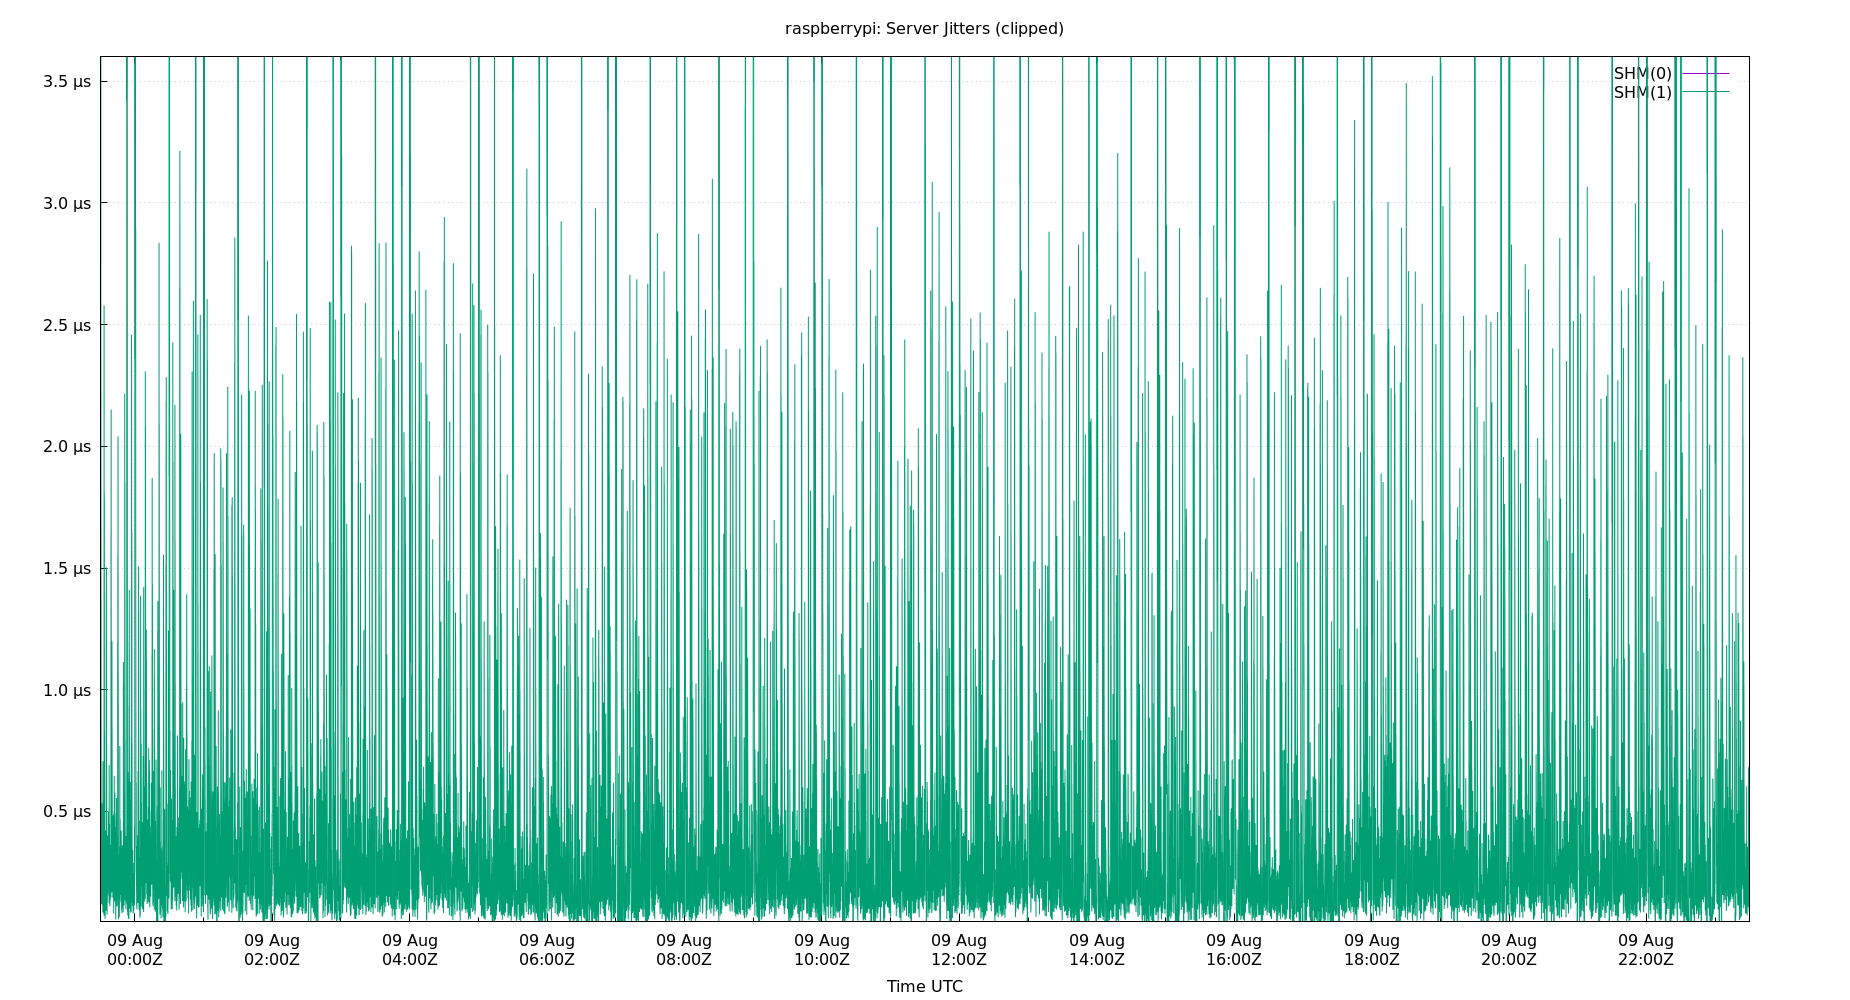 raspberrypi: Server Jitters (clipped)
SHM(0)
SHM(1)
3.5 µs
3.0 µs
2.5 µs
2.0 µs
1.5 µs
1.0 µs
0.5 µs
09 Aug 09 Aug 09 Aug 09 Aug 09 Aug 09 Aug 09 Aug 09 Aug 09 Aug 09 Aug 09 Aug 09 Aug
00:00Z 02:00Z 04:00Z 06:00Z 08:00Z 10:00Z 12:00Z 14:00Z 16:00Z 18:00Z 20:00Z 22:00Z
Time UTC